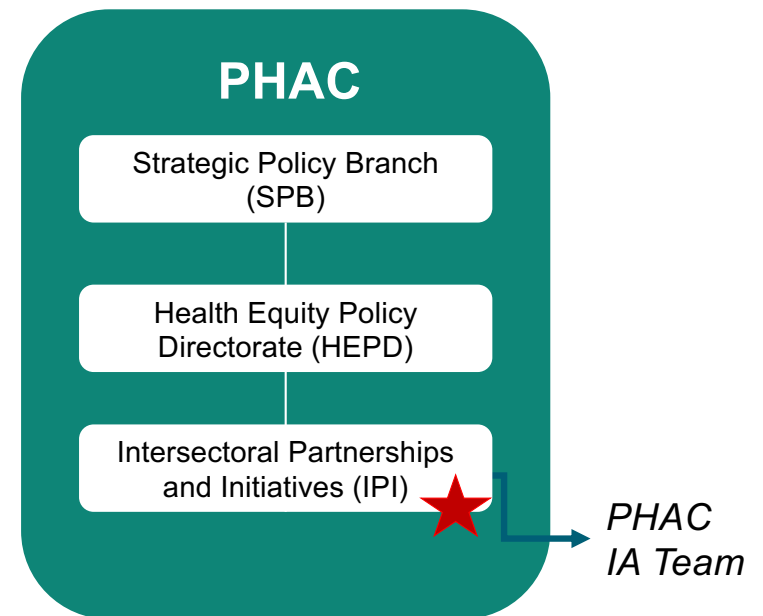 PHAC
Strategic Policy Branch
(SPB)
Health Equity Policy
Directorate (HEPD)
Intersectoral Partnerships
and Initiatives (IPI)
PHAC
IA Team